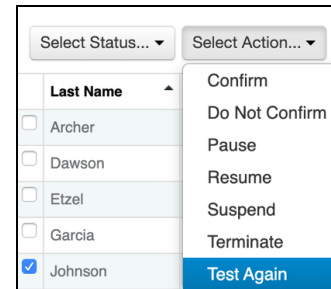 Select Status...
Select Action...
Last Name
Archer
Dawson
Etzel
Garcia
Johnson
Confirm
Do Not Confirm
Pause
Resume
Suspend
Terminate
Test Again